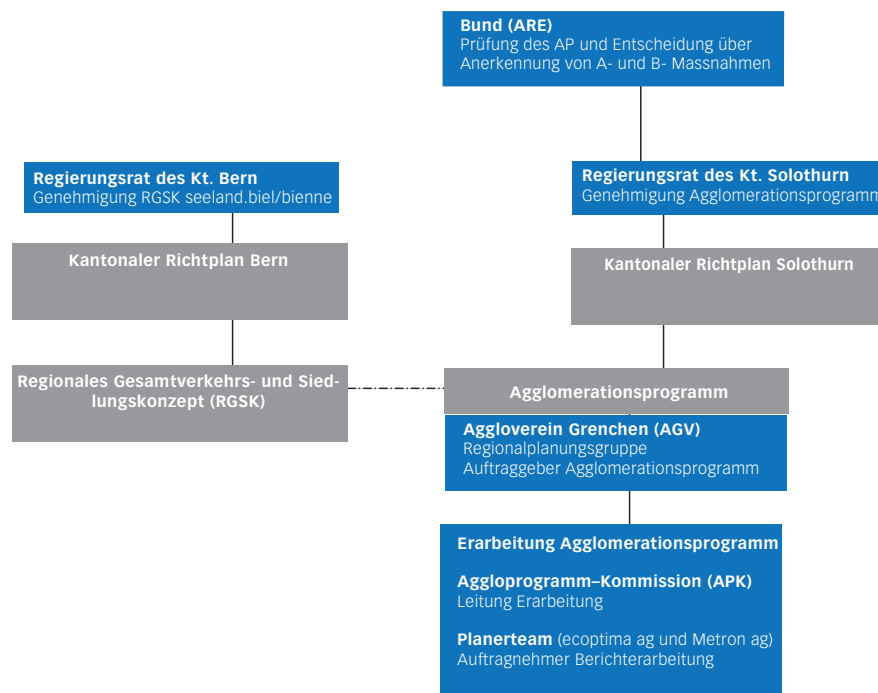 Bund (ARE)
Prüfung des AP und Entscheidung über
Anerkennung von A- und B- Massnahmen
Regierungsrat des Kt. Bern
Genehmigung RGSK seeland.biel/bienne
Regierungsrat des Kt. Solothurn
Genehmigung Agglomerationsprogramm
Kantonaler Richtplan Bern
Kantonaler Richtplan Solothurn
Regionales Gesamtverkehrs- und Sied-
lungskonzept (RGSK)
Agglomerationsprogramm
Aggloverein Grenchen (AGV)
Regionalplanungsgruppe
Auftraggeber Agglomerationsprogramm
Erarbeitung Agglomerationsprogramm
Aggloprogramm–Kommission (APK)
Leitung Erarbeitung
Planerteam (ecoptima ag und Metron ag)
Auftragnehmer Berichterarbeitung